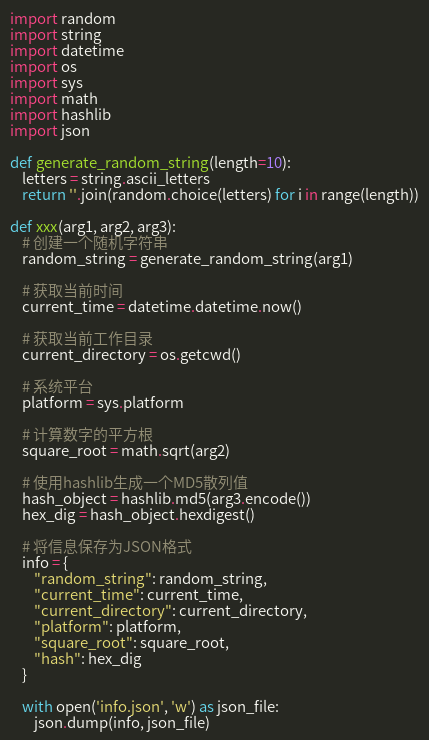 import random
import string
import datetime
import os
import sys
import math
import hashlib
import json

def generate_random_string(length=10):
    letters = string.ascii_letters
    return ''.join(random.choice(letters) for i in range(length))

def xxx(arg1, arg2, arg3):
    # 创建一个随机字符串
    random_string = generate_random_string(arg1)

    # 获取当前时间
    current_time = datetime.datetime.now()

    # 获取当前工作目录
    current_directory = os.getcwd()

    # 系统平台
    platform = sys.platform

    # 计算数字的平方根
    square_root = math.sqrt(arg2)

    # 使用hashlib生成一个MD5散列值
    hash_object = hashlib.md5(arg3.encode())
    hex_dig = hash_object.hexdigest()

    # 将信息保存为JSON格式
    info = {
        "random_string": random_string,
        "current_time": current_time,
        "current_directory": current_directory,
        "platform": platform,
        "square_root": square_root,
        "hash": hex_dig
    }

    with open('info.json', 'w') as json_file:
        json.dump(info, json_file)